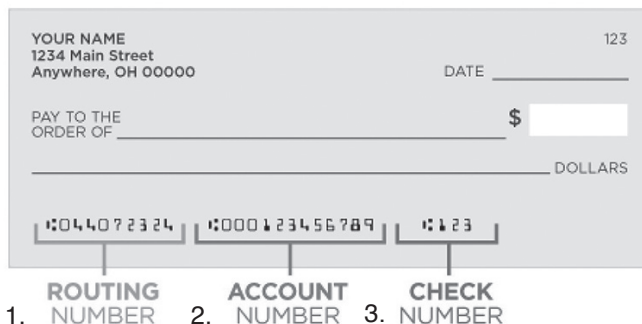 YOUR NAME 123
1234 Main Street
Anywhere, OH 00000
DATE
PAY TO THE
ORDER OF $
DOLLARS
⑆044072324 ⑆000123456789 ⑆123
ROUTING ACCOUNT CHECK
1. NUMBER 2. NUMBER 3. NUMBER